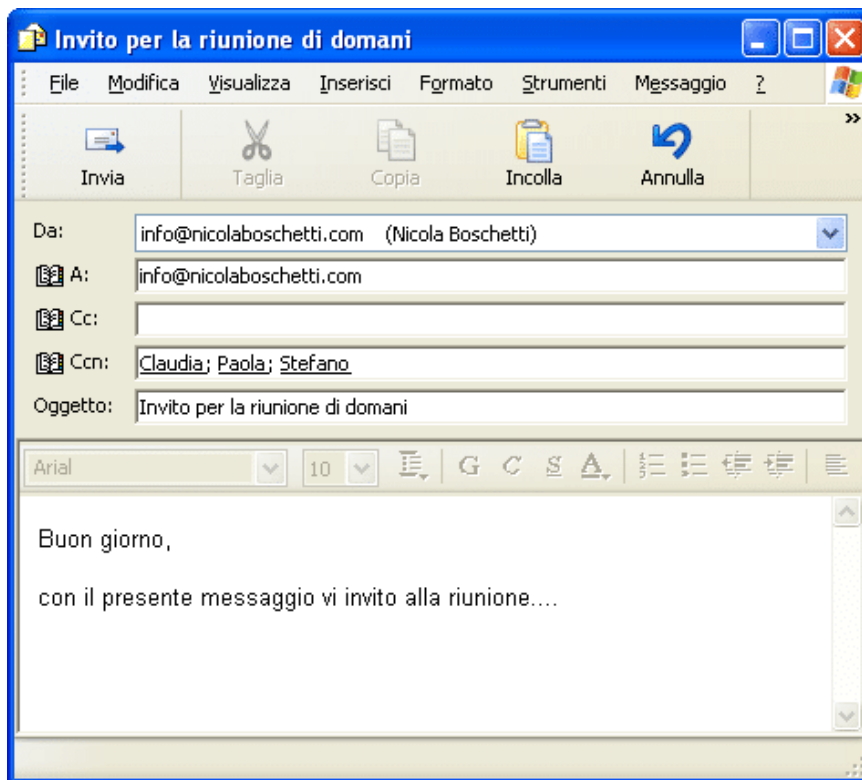 Invito per la riunione di domani
File Modifica Visualizza Inserisci Formato Strumenti Messaggio ?
»
Invia Taglia Copia Incolla Annulla
Da: info@nicolaboschetti.com (Nicola Boschetti)
A: info@nicolaboschetti.com
Cc:
Ccn: Claudia; Paola; Stefano
Oggetto: Invito per la riunione di domani
Arial 10 G C S A
Buon giorno,
con il presente messaggio vi invito alla riunione....